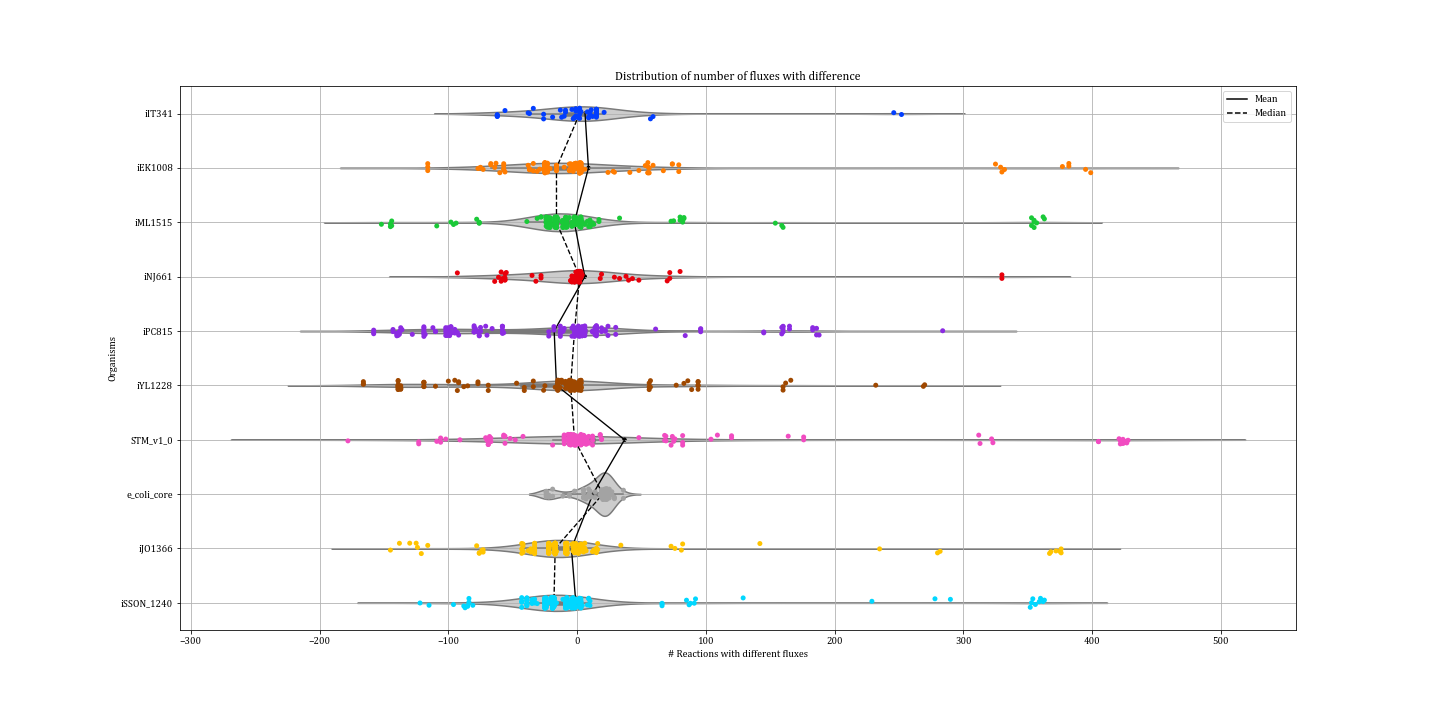 Distribution of number of fluxes with difference
Mean
Median
iIT341
iEK1008
iML1515
iNJ661
iPC815
iYL1228
STM_v1_0
e_coli_core
iJO1366
iSSON_1240
Organisms
−300 −200 −100 0 100 200 300 400 500
# Reactions with different fluxes